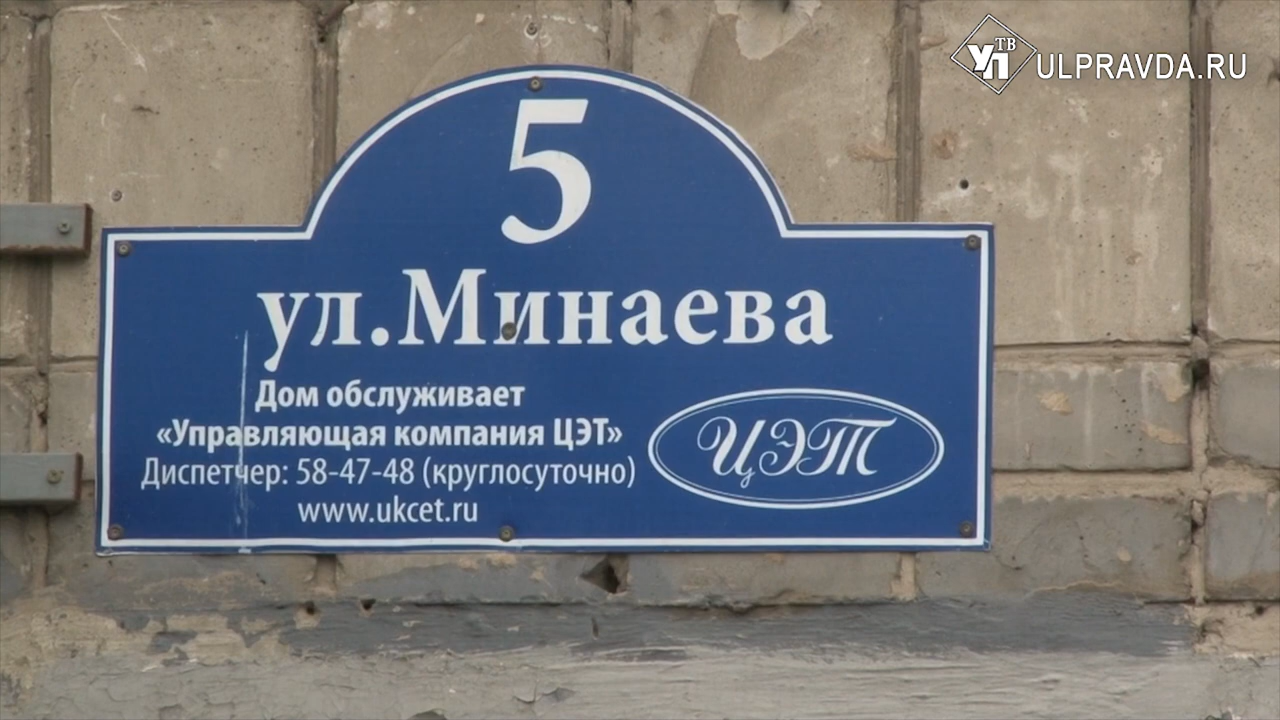 ТВ
УП ULPRAVDA.RU
5
ул.Минаева
Дом обслуживает
«Управляющая компания ЦЭТ»
Диспетчер: 58-47-48 (круглосуточно)
www.ukcet.ru
ЦЭТ